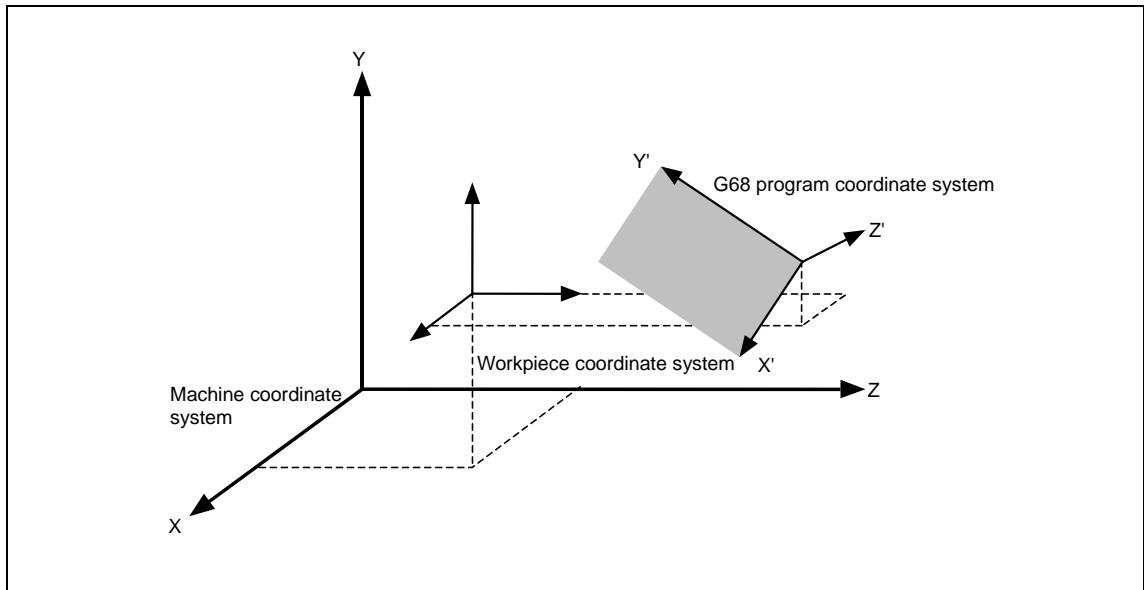 Y
Y'
G68 program coordinate system
Z'
Workpiece coordinate system
X'
Machine coordinate
system
Z
X